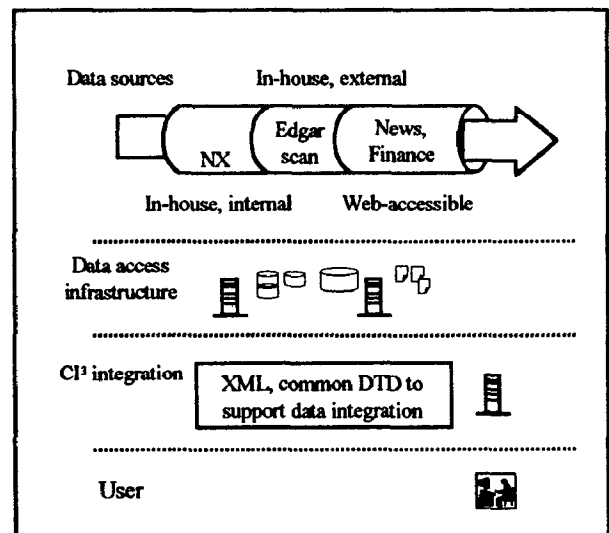 Data sources
In-house, external
NX
Edgar
scan
News,
Finance
In-house, internal
Web-accessible
Data access
infrastructure
CI³ integration
XML, common DTD to
support data integration
User